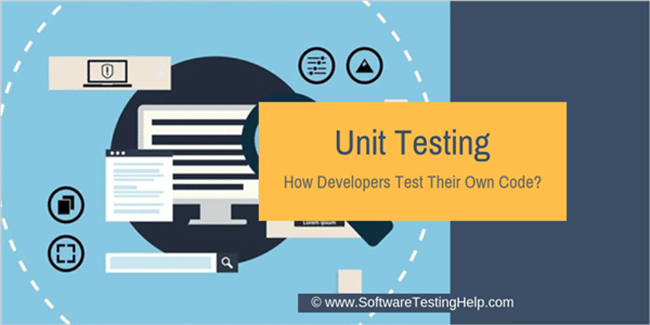 Unit Testing
How Developers Test Their Own Code?
Lorem ipsum
© www.SoftwareTestingHelp.com